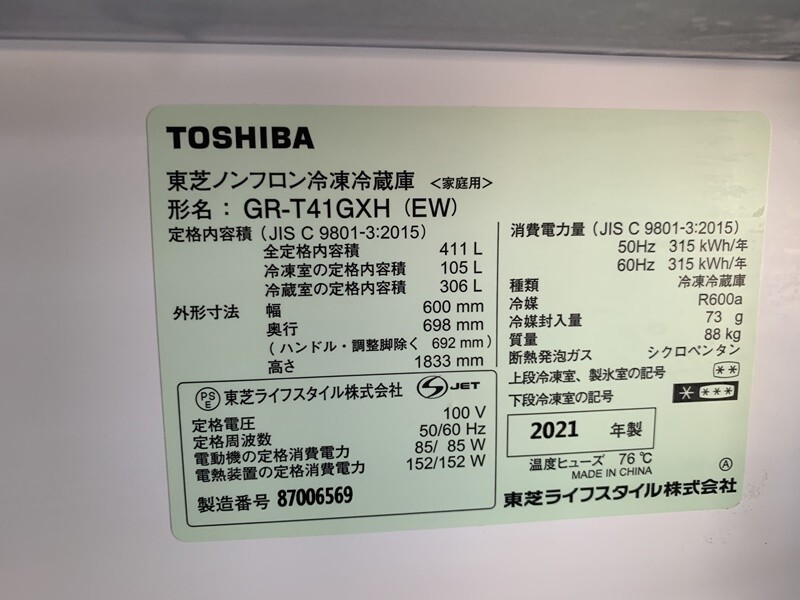 TOSHIBA
東芝ノンフロン冷凍冷蔵庫 <家庭用>
形名： GR-T41GXH (EW)
定格内容積 (JIS C 9801-3:2015)
全定格内容積 411 L
冷凍室の定格内容積 105 L
冷蔵室の定格内容積 306 L
外形寸法 幅 600 mm
奥行 698 mm
(ハンドル・調整脚除く 692 mm)
高さ 1833 mm
PSE 東芝ライフスタイル株式会社 S JET
定格電圧 100 V
定格周波数 50/60 Hz
電動機の定格消費電力 85/ 85 W
電熱装置の定格消費電力 152/152 W
製造番号 87006569
消費電力量 (JIS C 9801-3:2015)
50Hz 315 kWh/年
60Hz 315 kWh/年
種類 冷凍冷蔵庫
冷媒 R600a
冷媒封入量 73 g
質量 88 kg
断熱発泡ガス シクロペンタン
上段冷凍室、製氷室の記号 **
下段冷凍室の記号 * ***
2021 年製
温度ヒューズ 76 ℃
MADE IN CHINA Ⓐ
東芝ライフスタイル株式会社